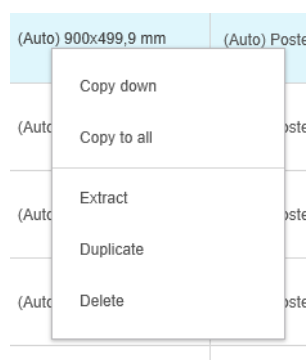 (Auto) 900x499,9 mm (Auto) Poste
Copy down
Copy to all
Extract
Duplicate
Delete